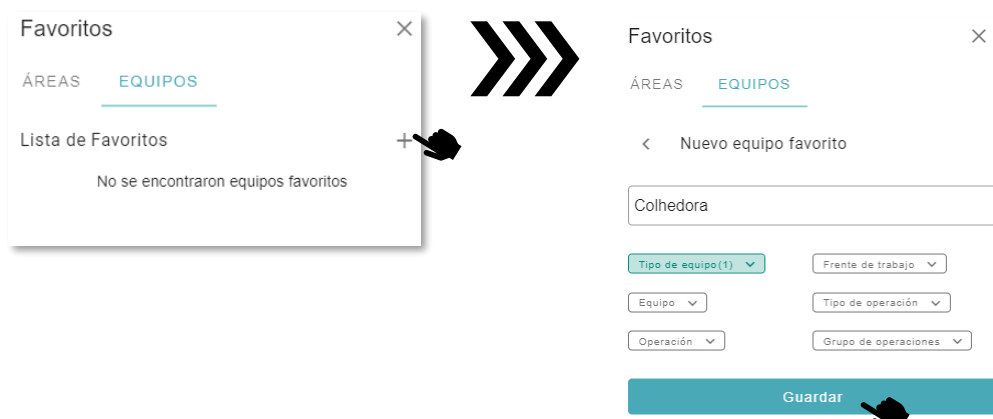 Favoritos
ÁREAS EQUIPOS
Lista de Favoritos
No se encontraron equipos favoritos
Favoritos
ÁREAS EQUIPOS
Nuevo equipo favorito
Colhedora
Tipo de equipo(1) Frente de trabajo
Equipo Tipo de operación
Operación Grupo de operaciones
Guardar